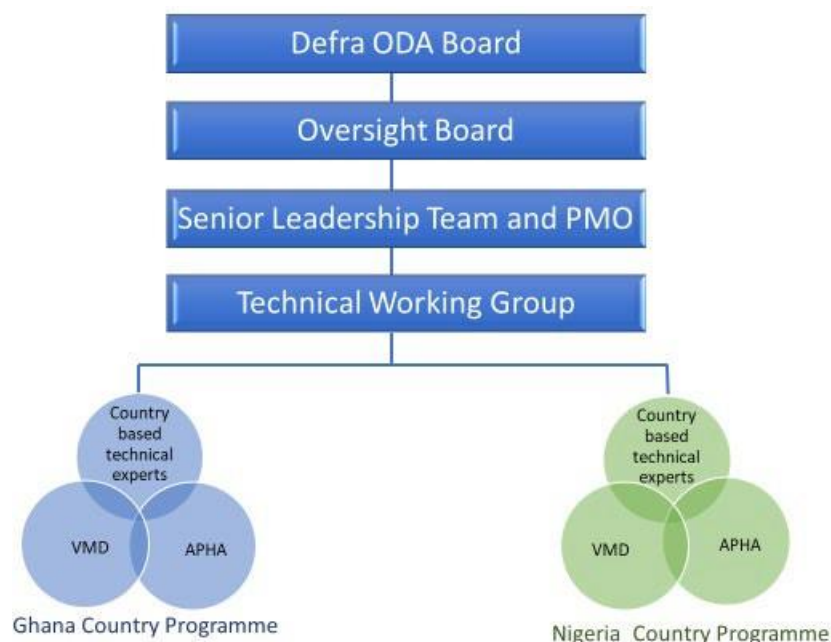 Defra ODA Board
Oversight Board
Senior Leadership Team and PMO
Technical Working Group
Country
based
technical
experts
VMD
APHA
Ghana Country Programme
Country
based
technical
experts
VMD
APHA
Nigeria Country Programme